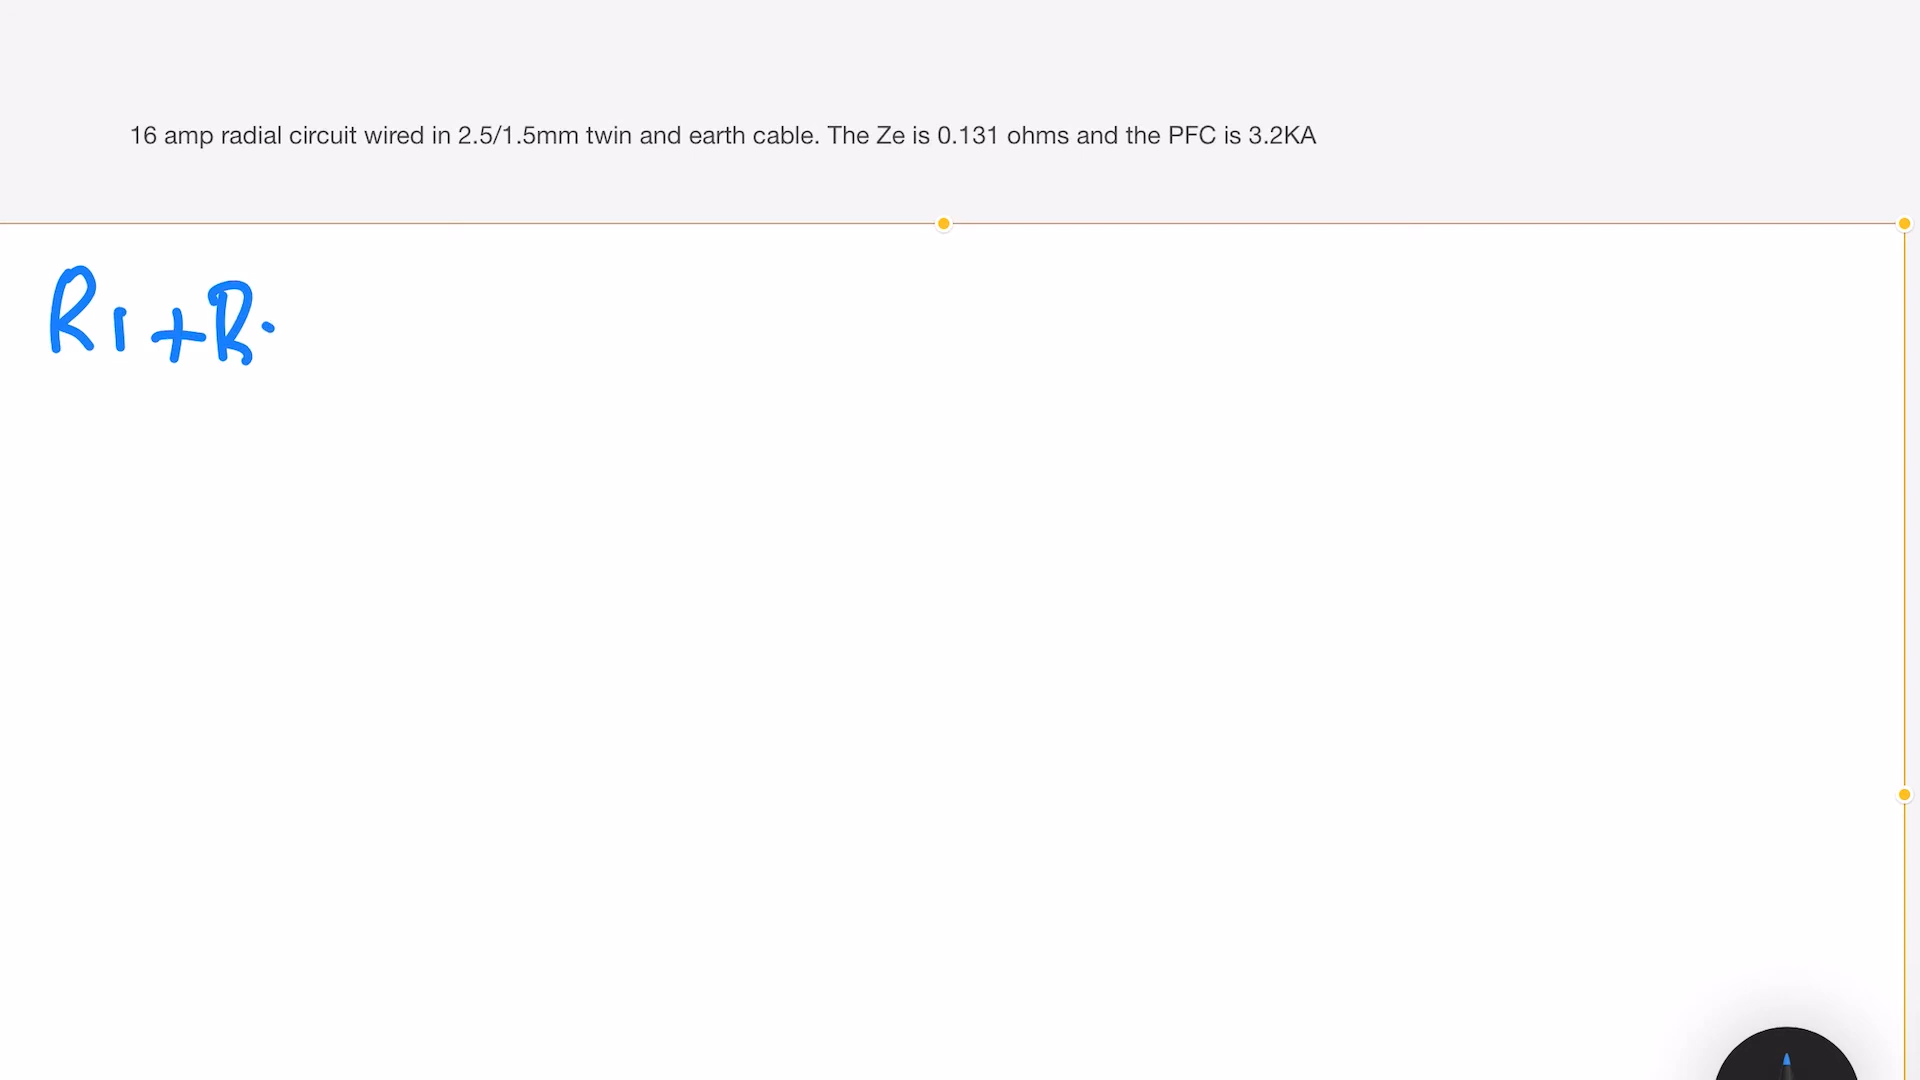 16 amp radial circuit wired in 2.5/1.5mm twin and earth cable. The Ze is 0.131 ohms and the PFC is 3.2KA
R1 + R